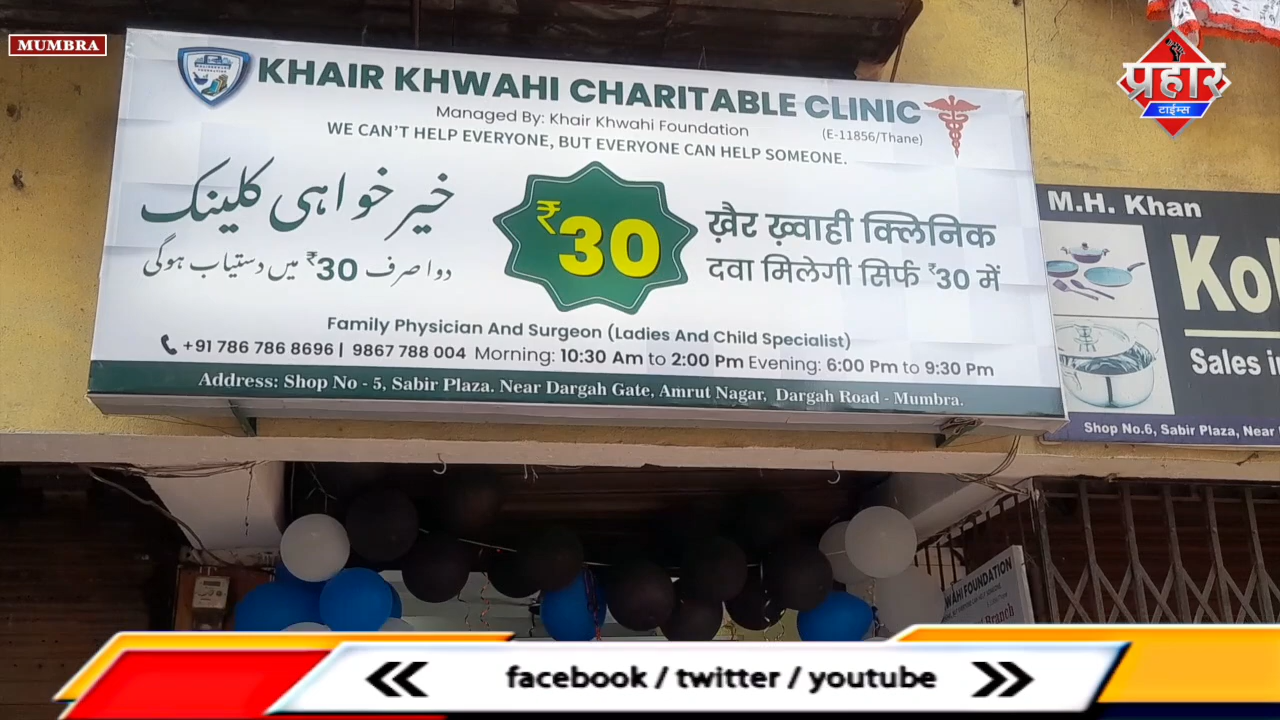 MUMBRA
प्रहार
टाईम्स
KHAIR KHWAHI CHARITABLE CLINIC
Managed By: Khair Khwahi Foundation
(E-11856/Thane)
WE CAN'T HELP EVERYONE, BUT EVERYONE CAN HELP SOMEONE.
خیر خواہی کلینک
دوا صرف ₹30 میں دستیاب ہوگی
₹30
ख़ैर ख़्वाही क्लिनिक
दवा मिलेगी सिर्फ ₹30 में
Family Physician And Surgeon (Ladies And Child Specialist)
+91 786 786 8696 | 9867 788 004 Morning: 10:30 Am to 2:00 Pm Evening: 6:00 Pm to 9:30 Pm
Address: Shop No - 5, Sabir Plaza. Near Dargah Gate, Amrut Nagar, Dargah Road - Mumbra.
M.H. Khan
Kol
Sales i
Shop No.6, Sabir Plaza, Near
FOUNDATION
Branch
facebook / twitter / youtube